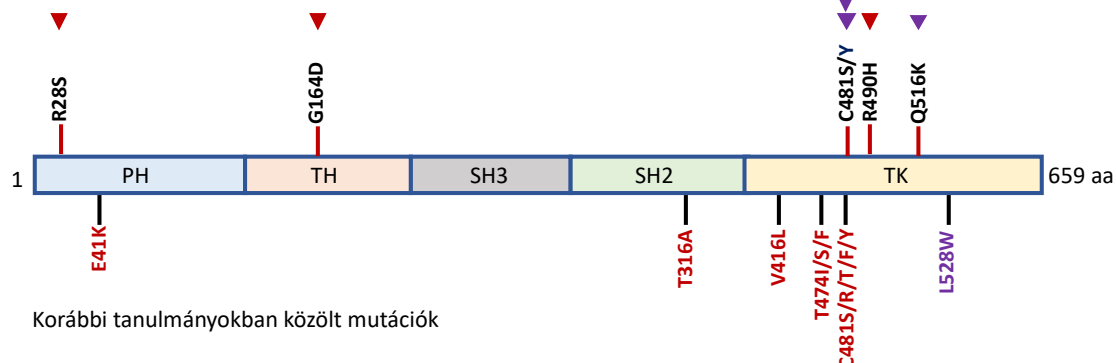 R28S
G164D
C481S/Y
R490H
Q516K
1
PH
TH
SH3
SH2
TK
659 aa
E41K
T316A
V416L
T474I/S/F
C481S/R/T/F/Y
L528W
Korábbi tanulmányokban közölt mutációk